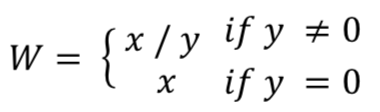 W = { x / y if y ≠ 0
x if y = 0